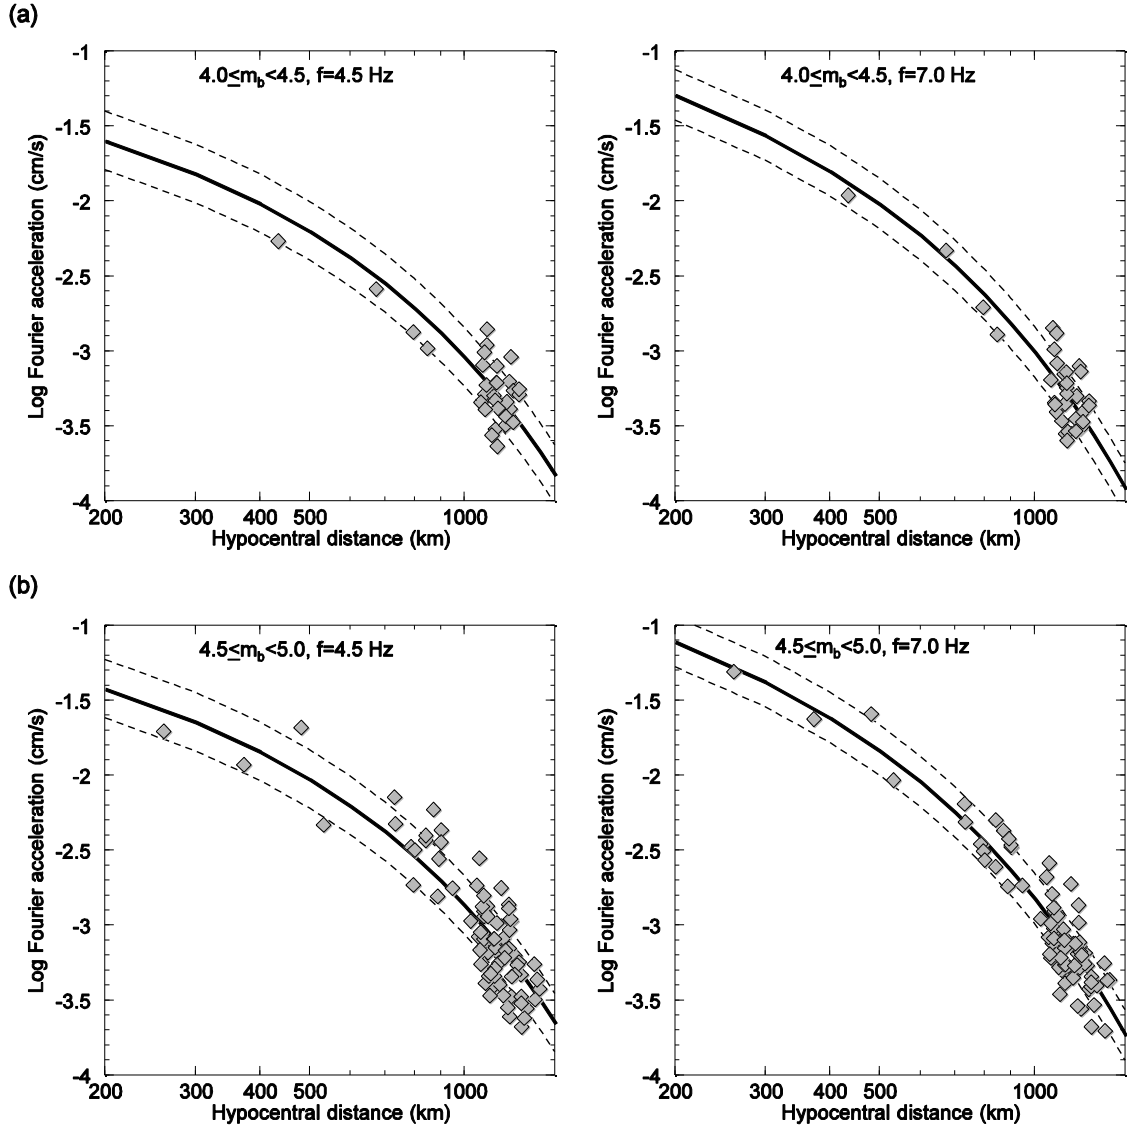 (a)
4.0≤mb<4.5, f=4.5 Hz
Log Fourier acceleration (cm/s)
-1
-1.5
-2
-2.5
-3
-3.5
-4
200 300 400 500 1000
Hypocentral distance (km)
4.0≤mb<4.5, f=7.0 Hz
Log Fourier acceleration (cm/s)
-1
-1.5
-2
-2.5
-3
-3.5
-4
200 300 400 500 1000
Hypocentral distance (km)
(b)
4.5≤mb<5.0, f=4.5 Hz
Log Fourier acceleration (cm/s)
-1
-1.5
-2
-2.5
-3
-3.5
-4
200 300 400 500 1000
Hypocentral distance (km)
4.5≤mb<5.0, f=7.0 Hz
Log Fourier acceleration (cm/s)
-1
-1.5
-2
-2.5
-3
-3.5
-4
200 300 400 500 1000
Hypocentral distance (km)